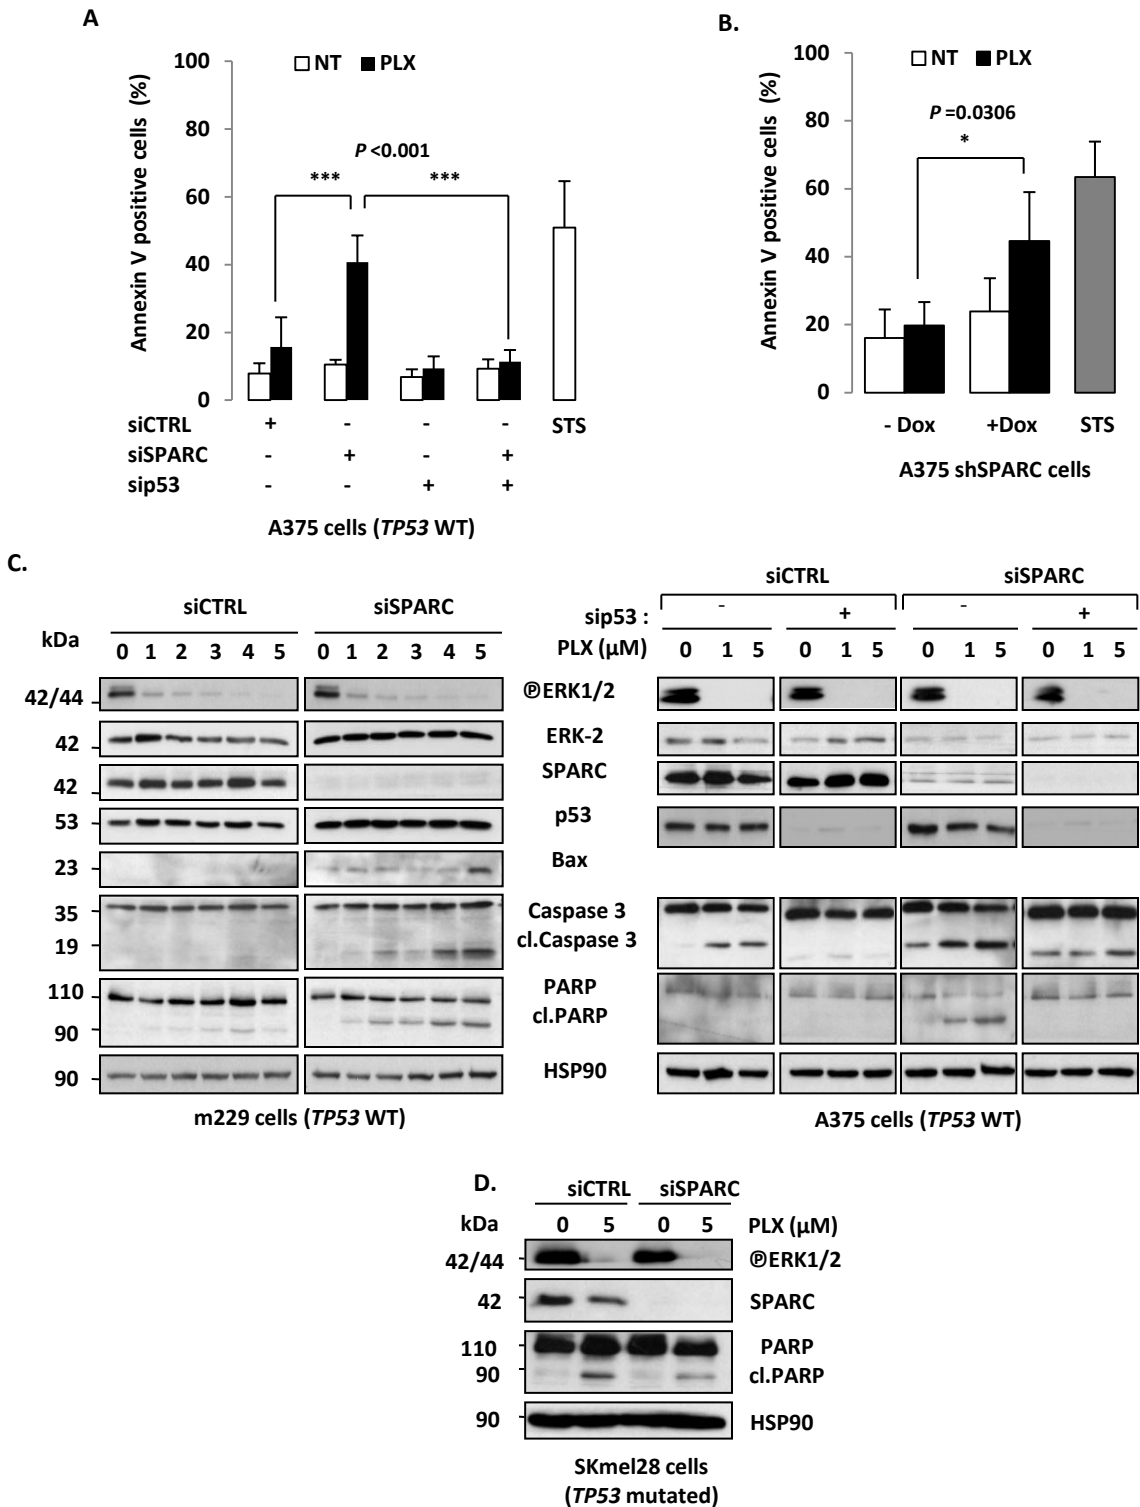 A
NT PLX
Annexin V positive cells (%)
100
80
60
40
20
0
P <0.001
*** ***
siCTRL + - - - STS
siSPARC - + - +
sip53 - - + +
A375 cells (TP53 WT)
B.
NT PLX
Annexin V positive cells (%)
100
80
60
40
20
0
P =0.0306
*
- Dox +Dox STS
A375 shSPARC cells
C.
siCTRL siSPARC
kDa
0 1 2 3 4 5 0 1 2 3 4 5
42/44
42
42
53
23
35
19
110
90
90
m229 cells (TP53 WT)
siCTRL siSPARC
sip53 : - + - +
PLX (µM) 0 1 5 0 1 5 0 1 5 0 1 5
ⓅERK1/2
ERK-2
SPARC
p53
Bax
Caspase 3
cl.Caspase 3
PARP
cl.PARP
HSP90
A375 cells (TP53 WT)
D.
siCTRL siSPARC
kDa 0 5 0 5 PLX (µM)
42/44 ⓅERK1/2
42 SPARC
110 PARP
90 cl.PARP
90 HSP90
SKmel28 cells
(TP53 mutated)